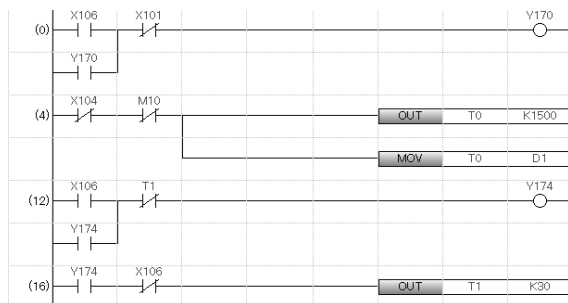 X106 X101 Y170
(0)
Y170
X104 M10
(4) OUT T0 K1500
MOV T0 D1
X106 T1 Y174
(12)
Y174
Y174 X106
(16) OUT T1 K30